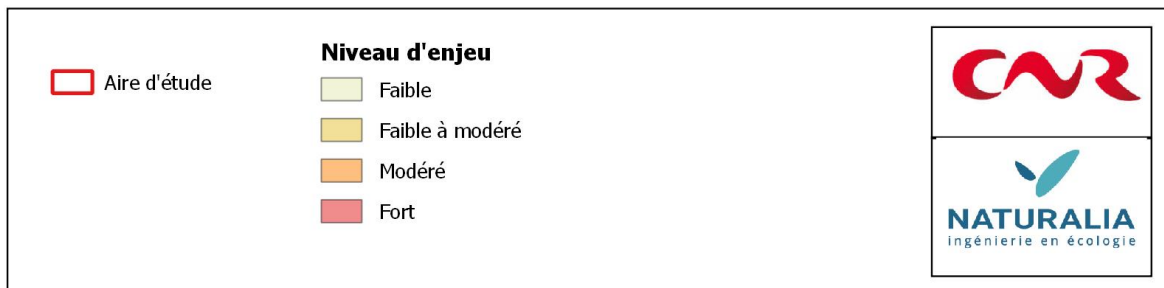 Niveau d'enjeu
Aire d'étude
Faible
Faible à modéré
Modéré
Fort
CNR
NATURALIA
ingénierie en écologie